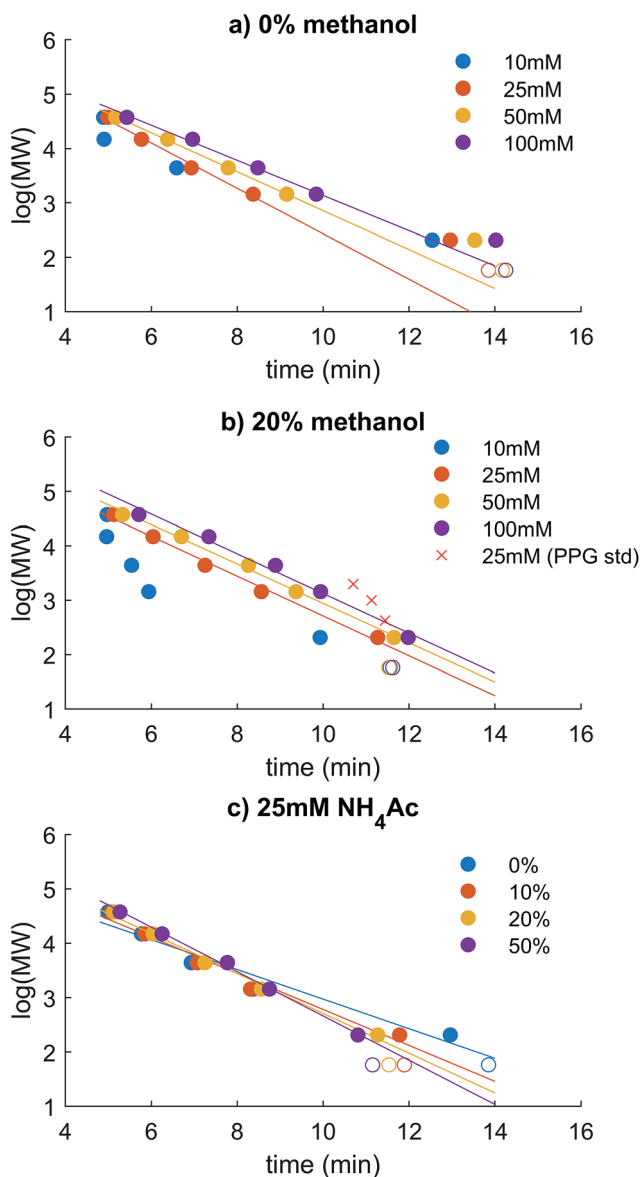 a) 0% methanol
6
5
4
3
2
1
log(MW)
10mM
25mM
50mM
100mM
4 6 8 10 12 14 16
time (min)
b) 20% methanol
6
5
4
3
2
1
log(MW)
10mM
25mM
50mM
100mM
25mM (PPG std)
4 6 8 10 12 14 16
time (min)
c) 25mM NH₄Ac
6
5
4
3
2
1
log(MW)
0%
10%
20%
50%
4 6 8 10 12 14 16
time (min)